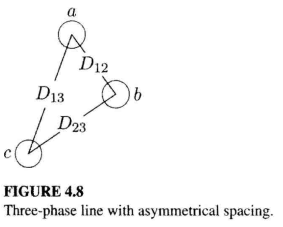 a
D12
D13
b
D23
c
FIGURE 4.8
Three-phase line with asymmetrical spacing.